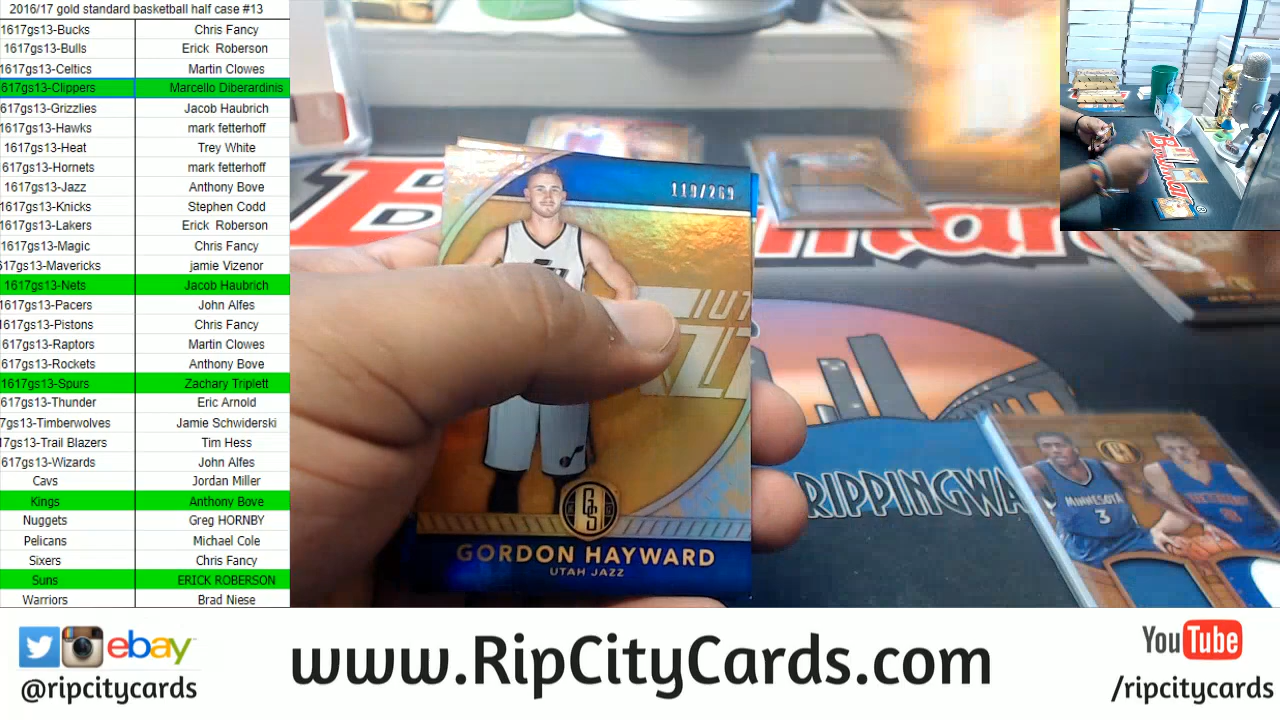 2016/17 gold standard basketball half case #13
1617gs13-Bucks Chris Fancy
1617gs13-Bulls Erick Roberson
1617gs13-Celtics Martin Clowes
617gs13-Clippers Marcello Diberardinis
617gs13-Grizzlies Jacob Haubrich
1617gs13-Hawks mark fetterhoff
1617gs13-Heat Trey White
617gs13-Hornets mark fetterhoff
1617gs13-Jazz Anthony Bove
1617gs13-Knicks Stephen Codd
1617gs13-Lakers Erick Roberson
1617gs13-Magic Chris Fancy
617gs13-Mavericks jamie Vizenor
1617gs13-Nets Jacob Haubrich
1617gs13-Pacers John Alfes
1617gs13-Pistons Chris Fancy
1617gs13-Raptors Martin Clowes
617gs13-Rockets Anthony Bove
1617gs13-Spurs Zachary Triplett
617gs13-Thunder Eric Arnold
7gs13-Timberwolves Jamie Schwiderski
17gs13-Trail Blazers Tim Hess
617gs13-Wizards John Alfes
Cavs Jordan Miller
Kings Anthony Bove
Nuggets Greg HORNBY
Pelicans Michael Cole
Sixers Chris Fancy
Suns ERICK ROBERSON
Warriors Brad Niese
119/269
GS
GORDON HAYWARD
UTAH JAZZ
RIPPINGWA
MINNESOTA
3
ebay
@ripcitycards
www.RipCityCards.com
YouTube
/ripcitycards